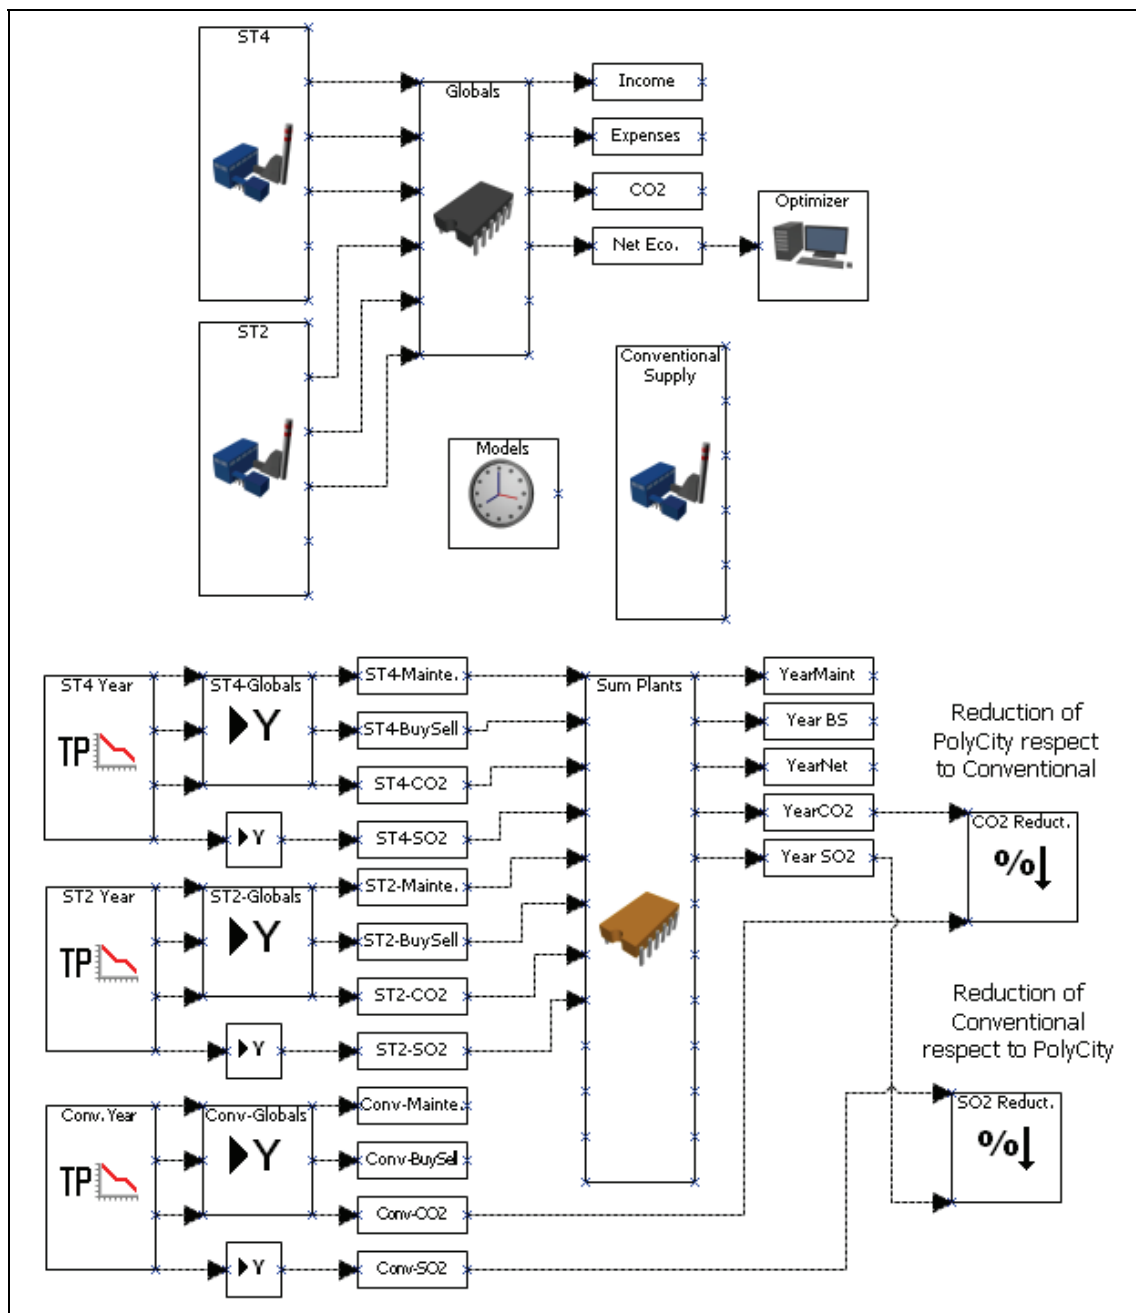 ST4
Globals
Income
Expenses
CO2
Net Eco.
Optimizer
ST2
Conventional
Supply
Models
ST4 Year
TP
ST4-Globals
Y
Y
ST4-Mainte.
ST4-BuySell
ST4-CO2
ST4-SO2
Sum Plants
YearMaint
Year BS
YearNet
YearCO2
Year SO2
Reduction of
PolyCity respect
to Conventional
CO2 Reduct.
%
ST2 Year
TP
ST2-Globals
Y
Y
ST2-Mainte.
ST2-BuySell
ST2-CO2
ST2-SO2
Reduction of
Conventional
respect to PolyCity
SO2 Reduct.
%
Conv. Year
TP
Conv-Globals
Y
Y
Conv-Mainte.
Conv-BuySell
Conv-CO2
Conv-SO2